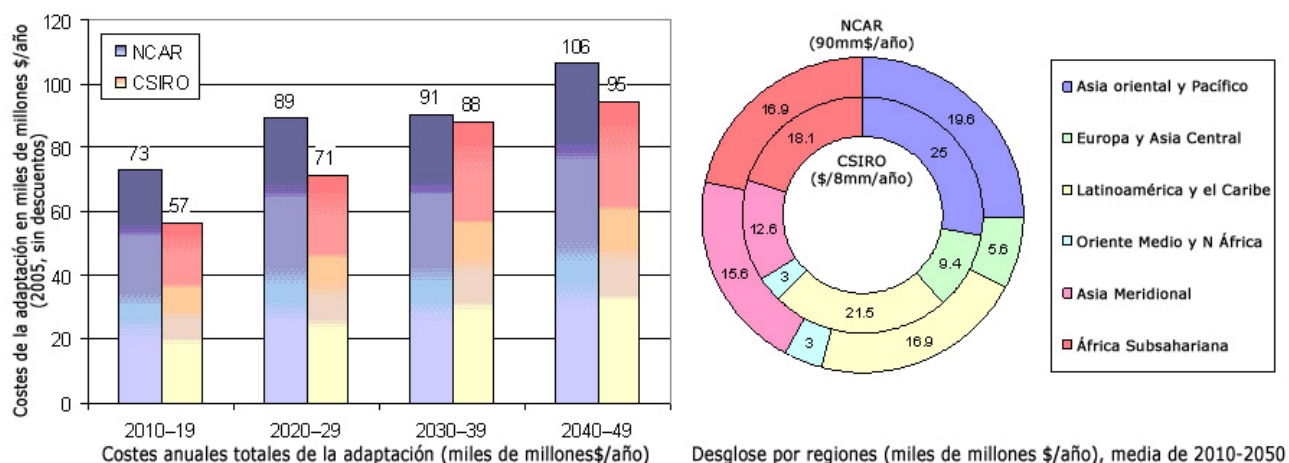 Costes de la adaptación en miles de millones $/año
(2005, sin descuentos)
120
100
80
60
40
20
0
NCAR
CSIRO
73
57
89
71
91
88
106
95
2010–19
2020–29
2030–39
2040–49
Costes anuales totales de la adaptación (miles de millones$/año)
NCAR
(90mm$/año)
16.9
19.6
18.1
25
CSIRO
($/8mm/año)
12.6
9.4
5.6
15.6
3
21.5
3
16.9
Asia oriental y Pacífico
Europa y Asia Central
Latinoamérica y el Caribe
Oriente Medio y N África
Asia Meridional
África Subsahariana
Desglose por regiones (miles de millones $/año), media de 2010-2050